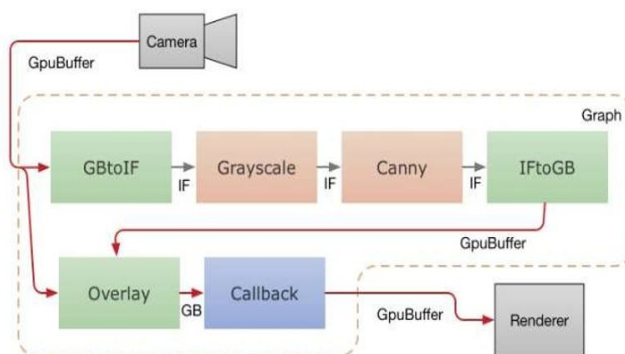 Camera
GpuBuffer
Graph
GBtoIF
IF
Grayscale
IF
Canny
IF
IFtoGB
GpuBuffer
Overlay
GB
Callback
GpuBuffer
Renderer